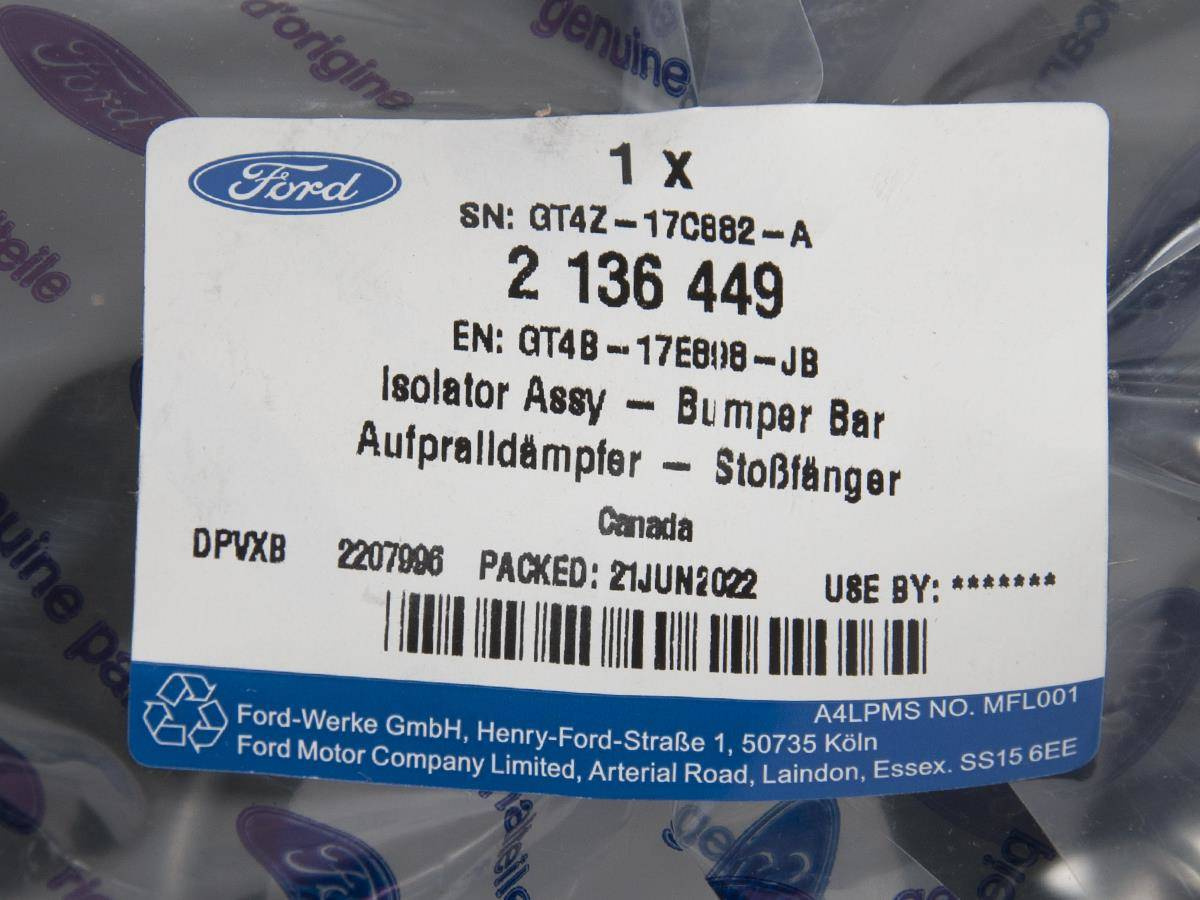 Ford
d'origine
genuine
Ford
1 X
SN: GT4Z-17C882-A
2 136 449
EN: GT4B-17E898-JB
Isolator Assy - Bumper Bar
Aufpralldämpfer - Stoßfänger
Canada
DPVXB 2207996 PACKED: 21JUN2022 USE BY: *******
A4LPMS NO. MFL001
Ford-Werke GmbH, Henry-Ford-Straße 1, 50735 Köln
Ford Motor Company Limited, Arterial Road, Laindon, Essex. SS15 6EE
Ford